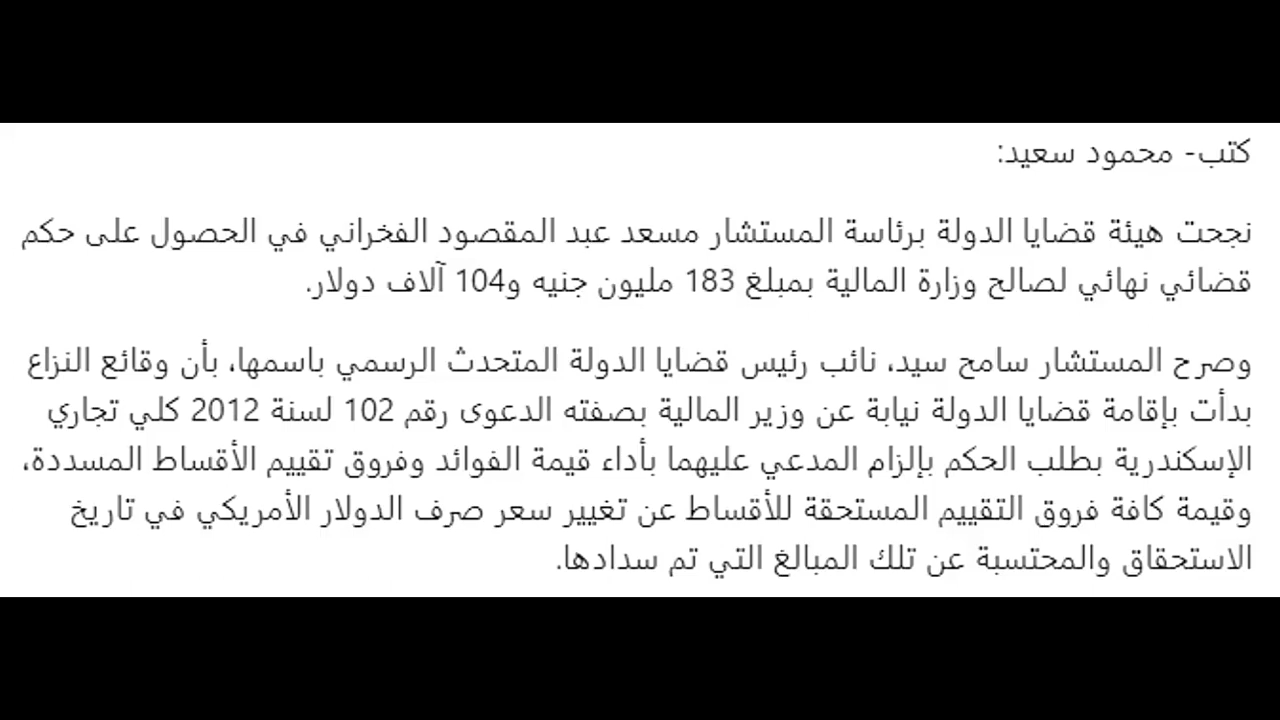 كتب- محمود سعيد:
نجحت هيئة قضايا الدولة برئاسة المستشار مسعد عبد المقصود الفخراني في الحصول على حكم
قضائي نهائي لصالح وزارة المالية بمبلغ 183 مليون جنيه و104 آلاف دولار.
وصرح المستشار سامح سيد، نائب رئيس قضايا الدولة المتحدث الرسمي باسمها، بأن وقائع النزاع
بدأت بإقامة قضايا الدولة نيابة عن وزير المالية بصفته الدعوى رقم 102 لسنة 2012 كلي تجاري
الإسكندرية بطلب الحكم بإلزام المدعي عليهما بأداء قيمة الفوائد وفروق تقييم الأقساط المسددة،
وقيمة كافة فروق التقييم المستحقة للأقساط عن تغيير سعر صرف الدولار الأمريكي في تاريخ
الاستحقاق والمحتسبة عن تلك المبالغ التي تم سدادها.